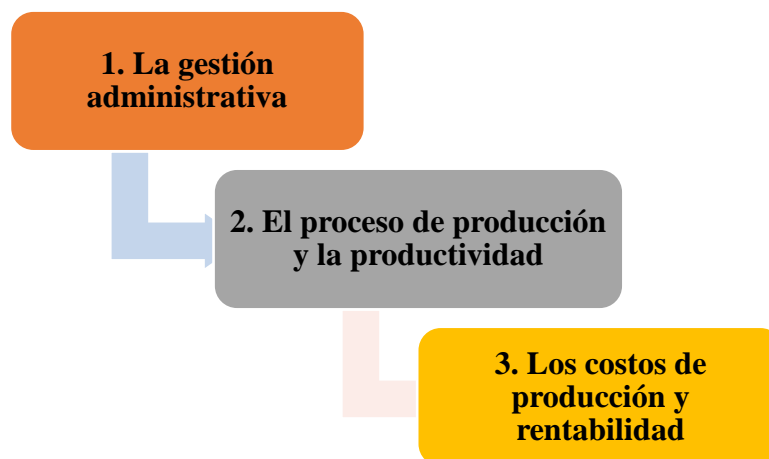 1. La gestión
administrativa
2. El proceso de producción
y la productividad
3. Los costos de
producción y
rentabilidad